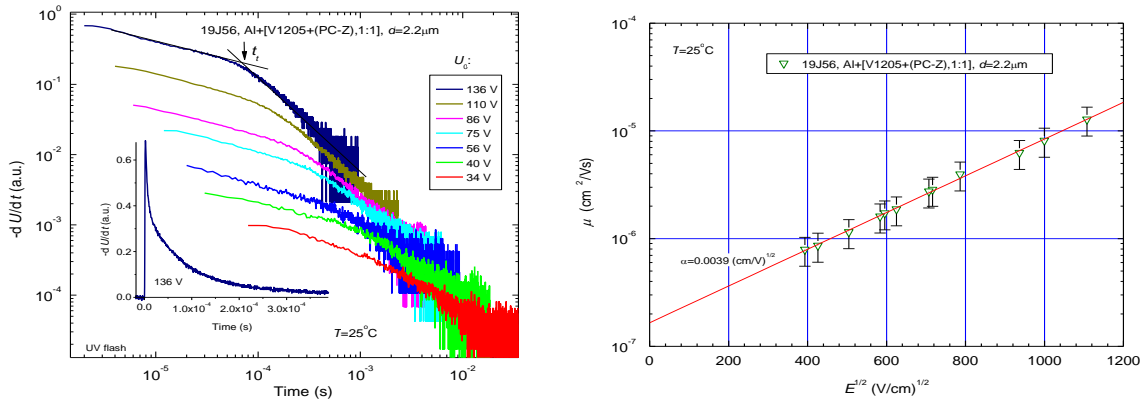 19J56, Al+[V1205+(PC-Z),1:1], d=2.2μm
t_t
U_0:
136 V
110 V
86 V
75 V
56 V
40 V
34 V
10^0
10^-1
10^-2
10^-3
10^-4
-dU/dt (a.u.)
0.6
0.4
0.2
0.0
-dU/dt (a.u.)
136 V
0.0 1.0x10^-4 2.0x10^-4 3.0x10^-4
Time (s)
T=25°C
UV flash
10^-5 10^-4 10^-3 10^-2
Time (s)
10^-4
10^-5
10^-6
10^-7
μ (cm²/Vs)
T=25°C
19J56, Al+[V1205+(PC-Z),1:1], d=2.2μm
α=0.0039 (cm/V)^1/2
0 200 400 600 800 1000 1200
E^1/2 (V/cm)^1/2